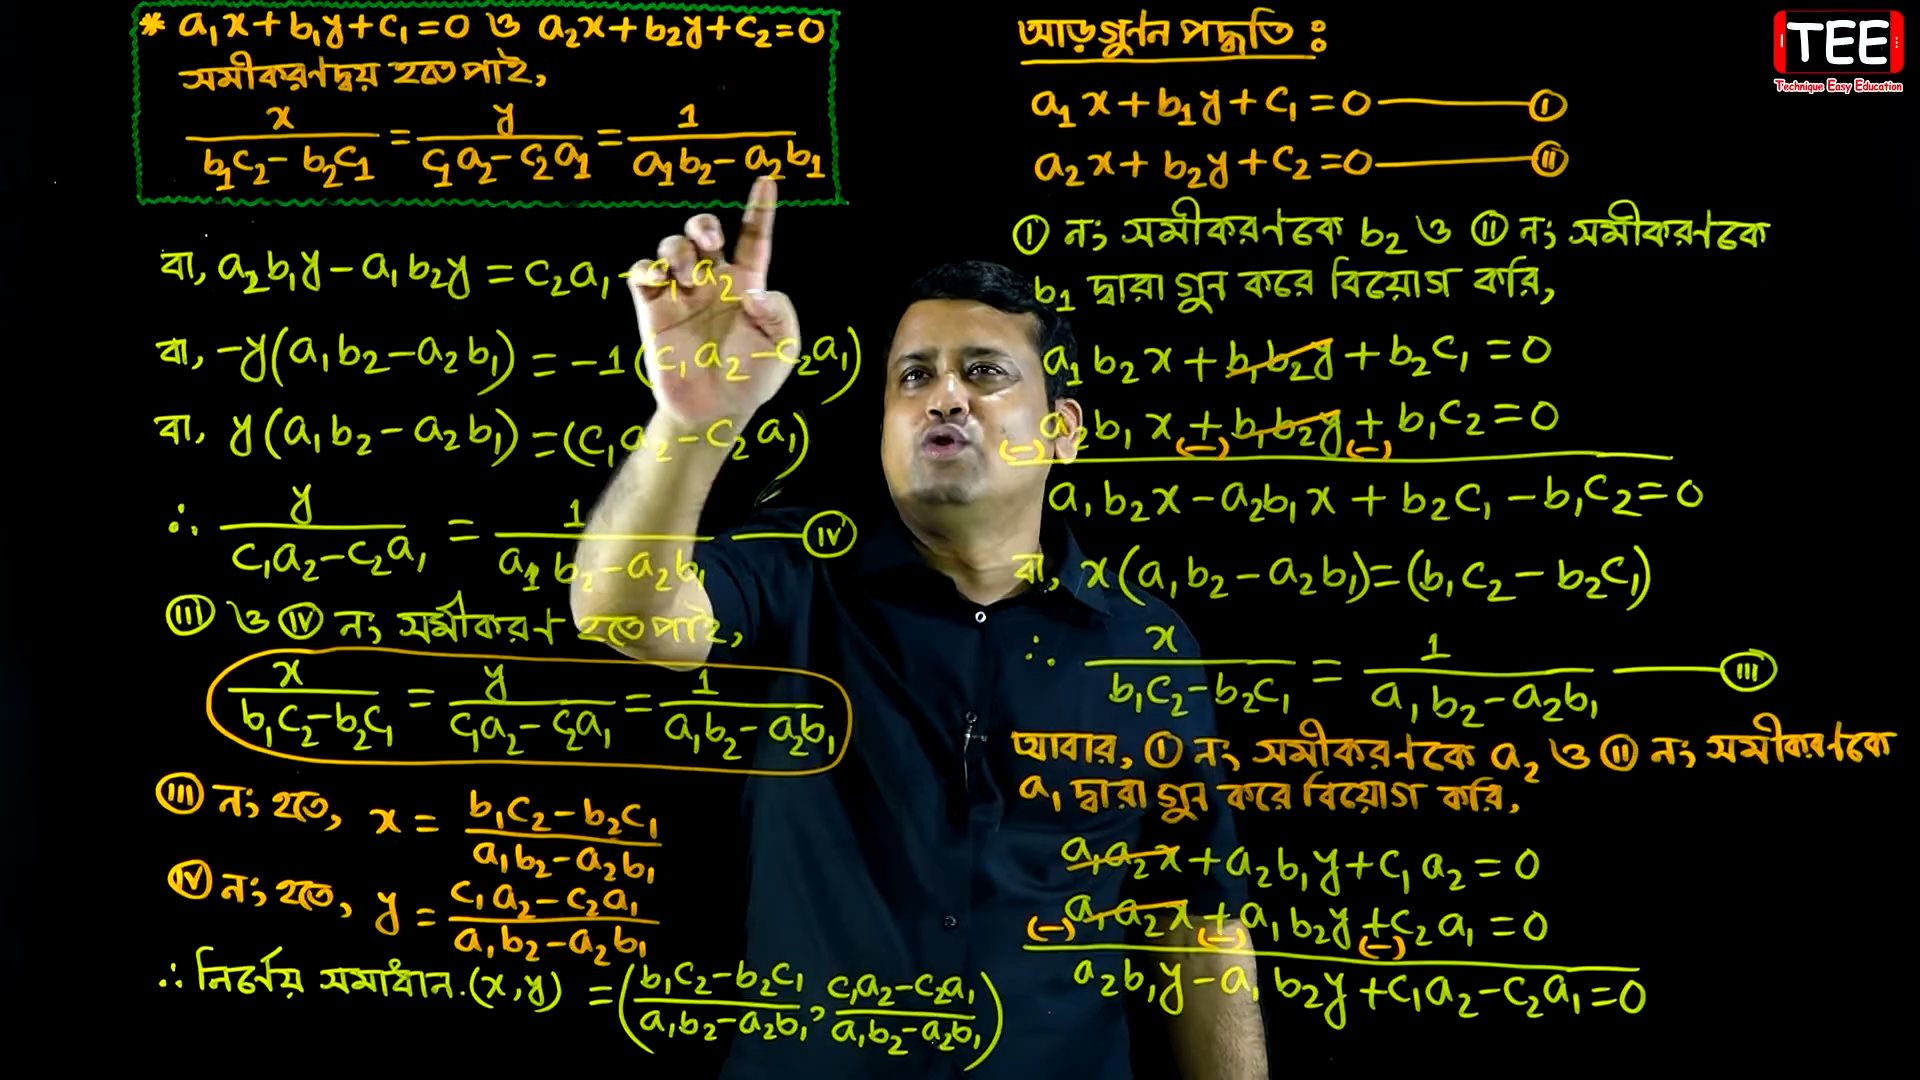 * a₁x+b₁y+c₁=0 ও a₂x+b₂y+c₂=0
সমীকরণদ্বয় হতে পাই,
x/(b₁c₂-b₂c₁) = y/(c₁a₂-c₂a₁) = 1/(a₁b₂-a₂b₁)
বা, a₂b₁y-a₁b₂y = c₂a₁-c₁a₂
বা, -y(a₁b₂-a₂b₁) = -1(c₁a₂-c₂a₁)
বা, y(a₁b₂-a₂b₁) = (c₁a₂-c₂a₁)
∴ y/(c₁a₂-c₂a₁) = 1/(a₁b₂-a₂b₁) — (iv)
(iii) ও (iv) নং সমীকরণ হতে পাই,
x/(b₁c₂-b₂c₁) = y/(c₁a₂-c₂a₁) = 1/(a₁b₂-a₂b₁)
(iii) নং হতে, x = (b₁c₂-b₂c₁)/(a₁b₂-a₂b₁)
(iv) নং হতে, y = (c₁a₂-c₂a₁)/(a₁b₂-a₂b₁)
∴ নির্ণেয় সমাধান.(x,y) = ((b₁c₂-b₂c₁)/(a₁b₂-a₂b₁), (c₁a₂-c₂a₁)/(a₁b₂-a₂b₁))
আড়গুণন পদ্ধতি :
a₁x+b₁y+c₁=0 — (i)
a₂x+b₂y+c₂=0 — (ii)
(i) নং সমীকরণকে b₂ ও (ii) নং সমীকরণকে
b₁ দ্বারা গুন করে বিয়োগ করি,
a₁b₂x+b₁b₂y+b₂c₁=0
a₂b₁x+b₁b₂y+b₁c₂=0
(-) (-) (-)
a₁b₂x-a₂b₁x+b₂c₁-b₁c₂=0
বা, x(a₁b₂-a₂b₁)=(b₁c₂-b₂c₁)
∴ x/(b₁c₂-b₂c₁) = 1/(a₁b₂-a₂b₁) — (iii)
আবার, (i) নং সমীকরণকে a₂ ও (ii) নং সমীকরণকে
a₁ দ্বারা গুন করে বিয়োগ করি,
a₁a₂x+a₂b₁y+c₁a₂=0
a₁a₂x+a₁b₂y+c₂a₁=0
(-) (-) (-)
a₂b₁y-a₁b₂y+c₁a₂-c₂a₁=0
TEE
Technique Easy Education